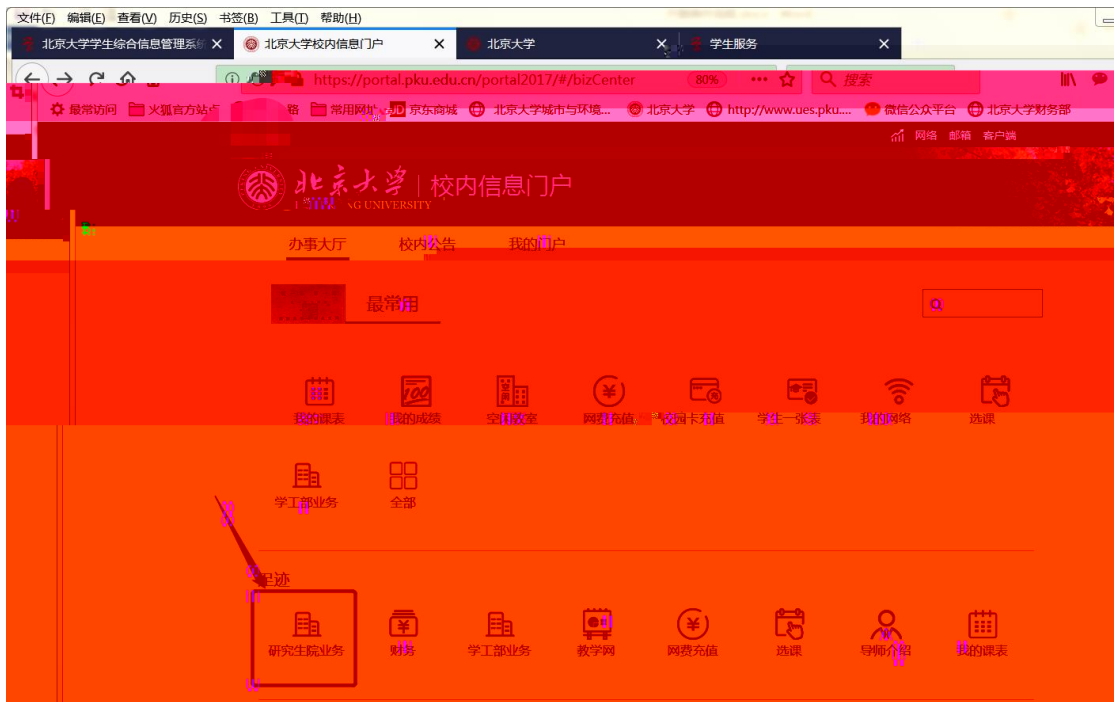 文件(F) 编辑(E) 查看(V) 历史(S) 书签(B) 工具(T) 帮助(H)
北京大学学生综合信息管理系统 北京大学校内信息门户 北京大学 学生服务
https://portal.pku.edu.cn/portal2017/#/bizCenter 80% 搜索
最常访问 火狐官方站点 常用网址 JD 京东商城 北京大学城市与环境... 北京大学 http://www.ues.pku.... 微信公众平台 北京大学财务部
网络 邮箱 客户端
北京大学 校内信息门户
UNIVERSITY
办事大厅 校内公告 我的门户
最常用
我的课表 我的成绩 空闲教室 网费充值 校园卡充值 学生一张表 我的网络 选课
学工部业务 全部
足迹
研究生院业务 财务 学工部业务 教学网 网费充值 选课 导师介绍 我的课表